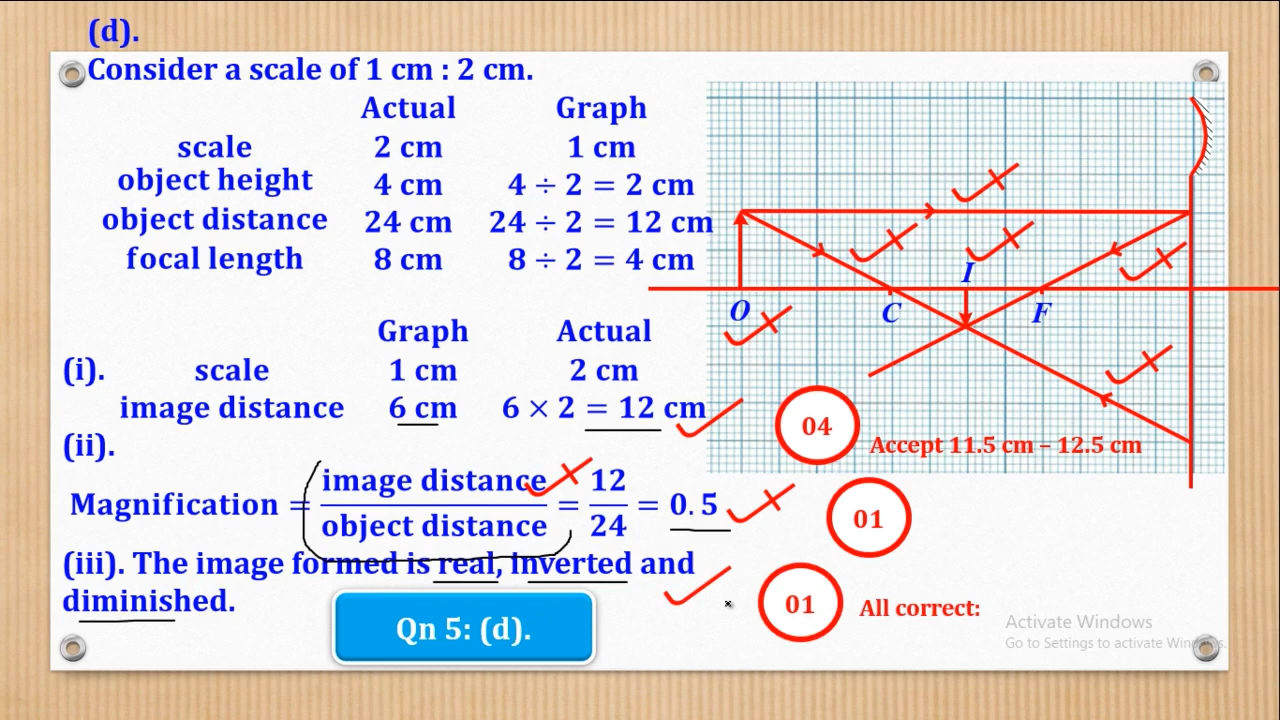 (d).
Consider a scale of 1 cm : 2 cm.
Actual Graph
scale 2 cm 1 cm
object height 4 cm 4 ÷ 2 = 2 cm
object distance 24 cm 24 ÷ 2 = 12 cm
focal length 8 cm 8 ÷ 2 = 4 cm
Graph Actual
(i). scale 1 cm 2 cm
image distance 6 cm 6 × 2 = 12 cm
(ii).
Magnification = image distance / object distance = 12 / 24 = 0.5
(iii). The image formed is real, inverted and
diminished.
Qn 5: (d).
I
O C F
04
Accept 11.5 cm – 12.5 cm
01
01 All correct:
Activate Windows
Go to Settings to activate Windows.